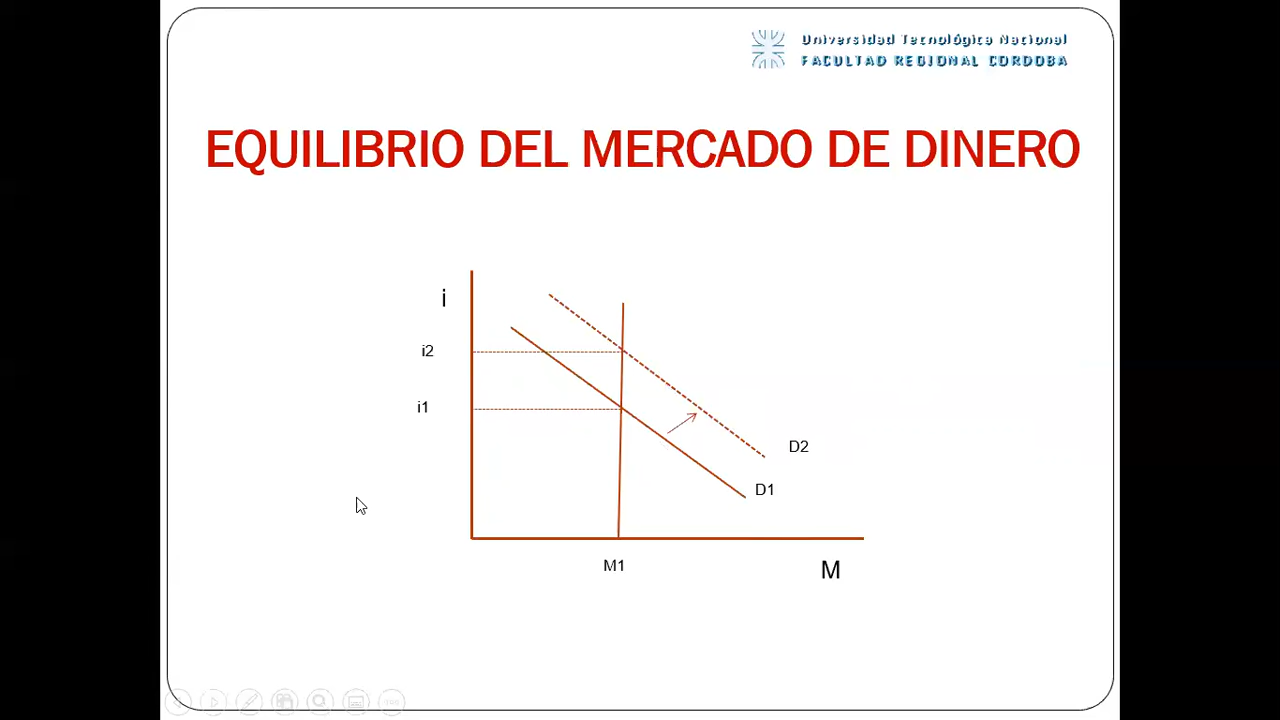 Universidad Tecnológica Nacional
FACULTAD REGIONAL CORDOBA
EQUILIBRIO DEL MERCADO DE DINERO
i
i2
i1
D2
D1
M1
M